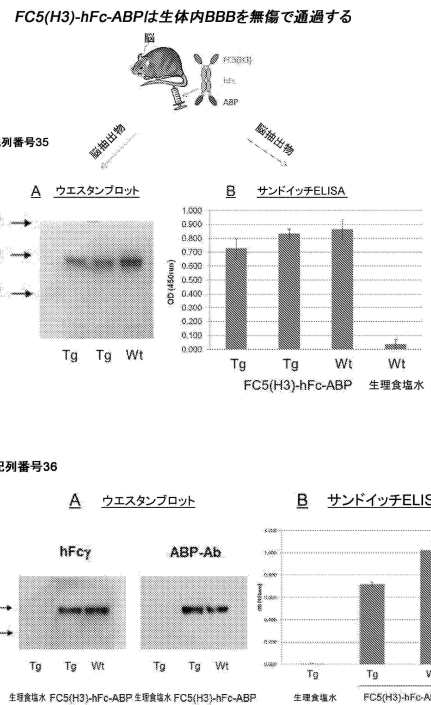 FC5(H3)-hFc-ABPは生体内BBBを無傷で通過する
脳
FC5(H3)
hFc
ABP
脳抽出物
脳抽出物
列番号35
A ウエスタンブロット
B サンドイッチELISA
OD (450nm)
1.000
0.900
0.800
0.700
0.600
0.500
0.400
0.300
0.200
0.100
0.000
Tg Tg Wt
Tg Tg Wt Wt
FC5(H3)-hFc-ABP 生理食塩水
配列番号36
A ウエスタンブロット
B サンドイッチELIS
hFcγ ABP-Ab
0.000
Tg Tg Wt Tg Tg Wt
Tg Tg W
生理食塩水 FC5(H3)-hFc-ABP 生理食塩水 FC5(H3)-hFc-ABP
生理食塩水 FC5(H3)-hFc-AB